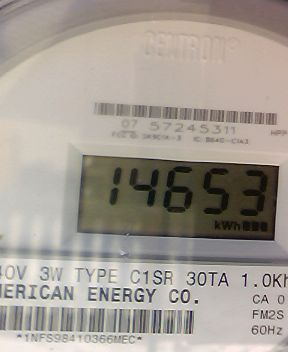 CENTRON®
07 57245311
14653
kWh
40V 3W TYPE C1SR 30TA 1.0Kh
MERICAN ENERGY CO.
CA 0
FM2S
60Hz
*1NFS98410366MEC*